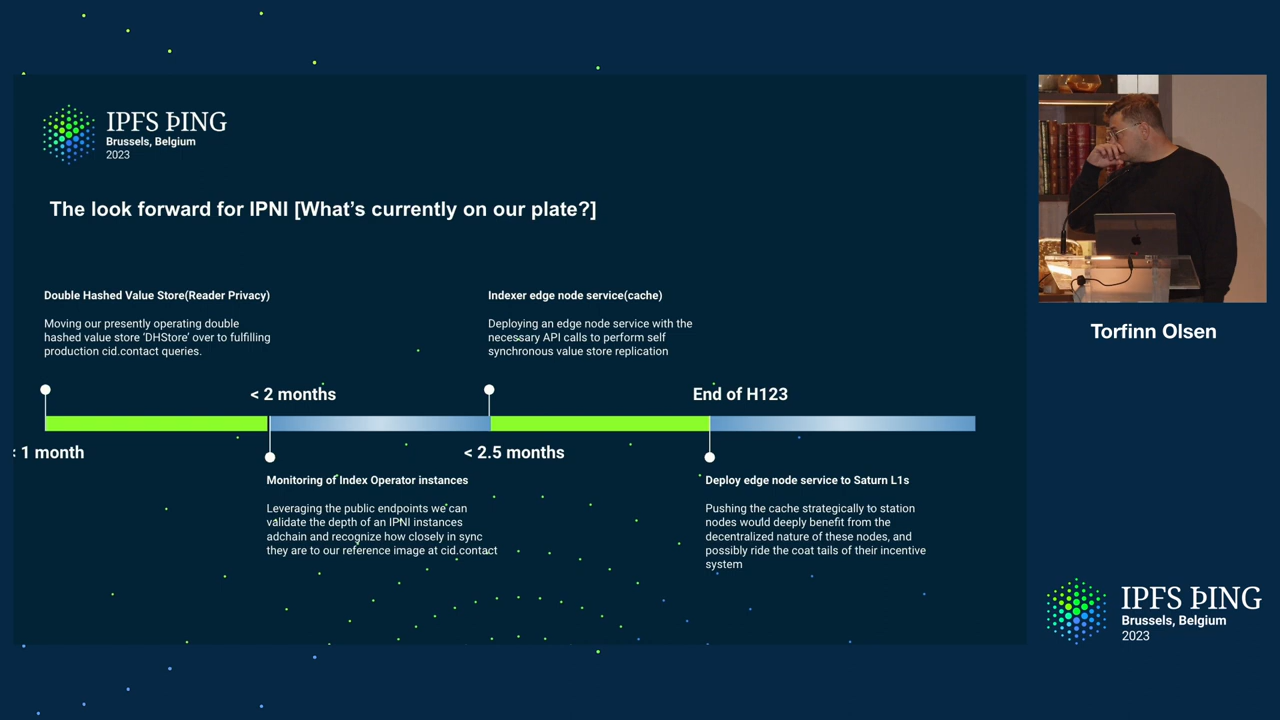 IPFS ÞING
Brussels, Belgium
2023
The look forward for IPNI [What's currently on our plate?]
Double Hashed Value Store(Reader Privacy)
Moving our presently operating double
hashed value store 'DHStore' over to fulfilling
production cid.contact queries.
Indexer edge node service(cache)
Deploying an edge node service with the
necessary API calls to perform self
synchronous value store replication
< 2 months
End of H123
< 1 month
< 2.5 months
Monitoring of Index Operator instances
Leveraging the public endpoints we can
validate the depth of an IPNI instances
adchain and recognize how closely in sync
they are to our reference image at cid.contact
Deploy edge node service to Saturn L1s
Pushing the cache strategically to station
nodes would deeply benefit from the
decentralized nature of these nodes, and
possibly ride the coat tails of their incentive
system
Torfinn Olsen
IPFS ÞING
Brussels, Belgium
2023